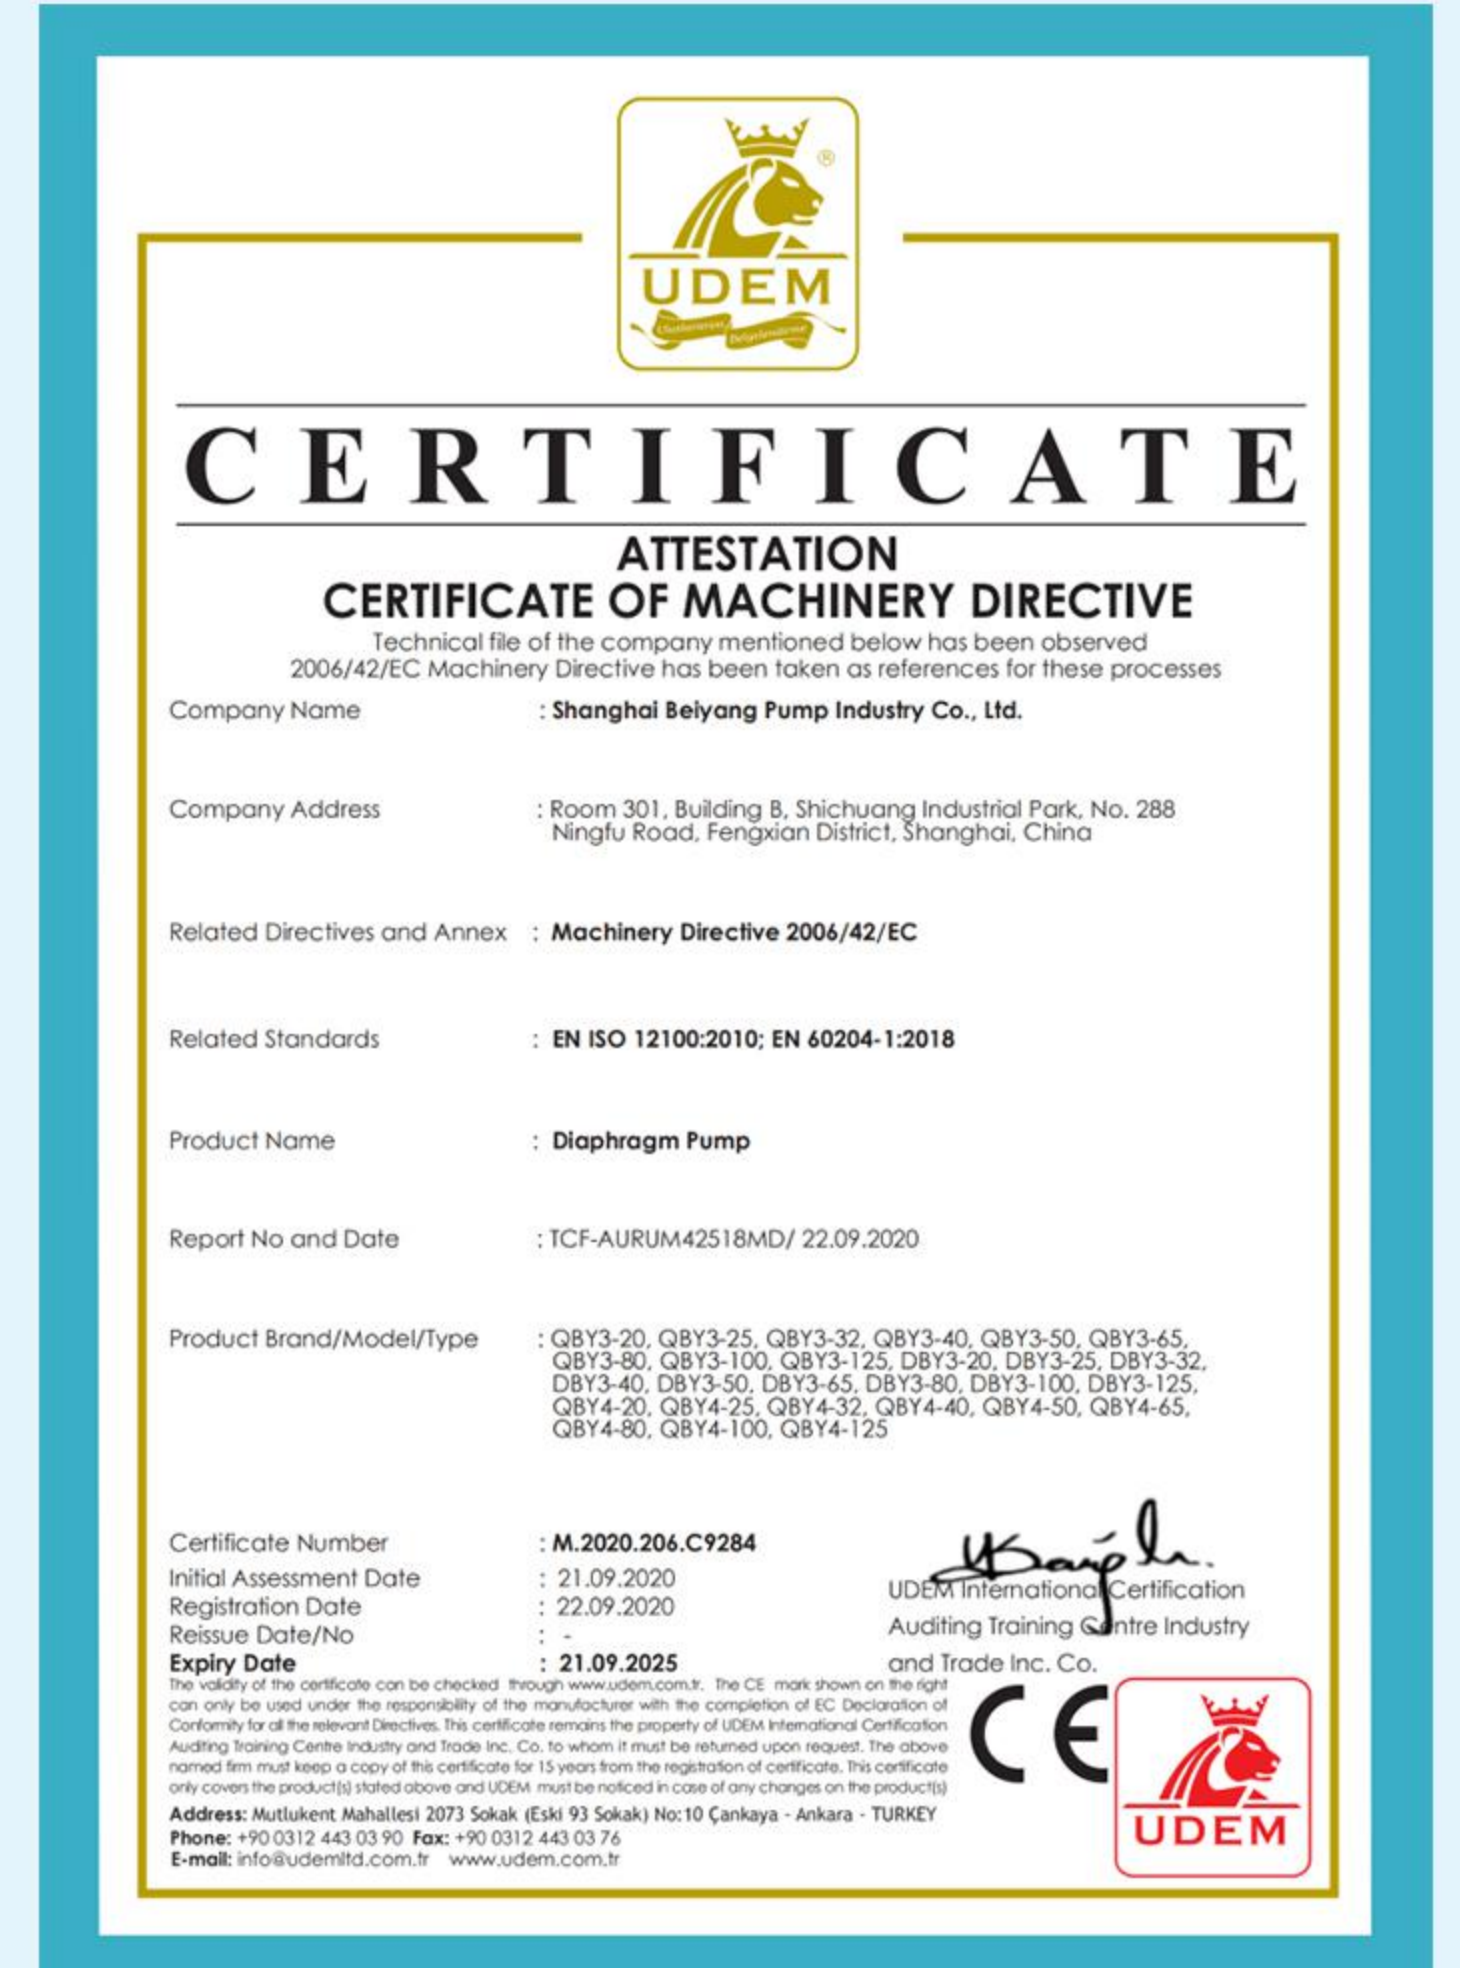 ®
UDEM
Uluslararası Belgelendirme
CERTIFICATE
ATTESTATION
CERTIFICATE OF MACHINERY DIRECTIVE
Technical file of the company mentioned below has been observed
2006/42/EC Machinery Directive has been taken as references for these processes
Company Name : Shanghai Beiyang Pump Industry Co., Ltd.
Company Address : Room 301, Building B, Shichuang Industrial Park, No. 288
Ningfu Road, Fengxian District, Shanghai, China
Related Directives and Annex : Machinery Directive 2006/42/EC
Related Standards : EN ISO 12100:2010; EN 60204-1:2018
Product Name : Diaphragm Pump
Report No and Date : TCF-AURUM42518MD/ 22.09.2020
Product Brand/Model/Type : QBY3-20, QBY3-25, QBY3-32, QBY3-40, QBY3-50, QBY3-65,
QBY3-80, QBY3-100, QBY3-125, DBY3-20, DBY3-25, DBY3-32,
DBY3-40, DBY3-50, DBY3-65, DBY3-80, DBY3-100, DBY3-125,
QBY4-20, QBY4-25, QBY4-32, QBY4-40, QBY4-50, QBY4-65,
QBY4-80, QBY4-100, QBY4-125
Certificate Number : M.2020.206.C9284
Initial Assessment Date : 21.09.2020
Registration Date : 22.09.2020
Reissue Date/No : -
Expiry Date : 21.09.2025
UDEM International Certification
Auditing Training Centre Industry
and Trade Inc. Co.
The validity of the certificate can be checked through www.udem.com.tr. The CE mark shown on the right
can only be used under the responsibility of the manufacturer with the completion of EC Declaration of
Conformity for all the relevant Directives. This certificate remains the property of UDEM International Certification
Auditing Training Centre Industry and Trade Inc. Co. to whom it must be returned upon request. The above
named firm must keep a copy of this certificate for 15 years from the registration of certificate. This certificate
only covers the product(s) stated above and UDEM must be noticed in case of any changes on the product(s)
Address: Mutlukent Mahallesi 2073 Sokak (Eski 93 Sokak) No:10 Çankaya - Ankara - TURKEY
Phone: +90 0312 443 03 90 Fax: +90 0312 443 03 76
E-mail: info@udemltd.com.tr www.udem.com.tr
CE
UDEM